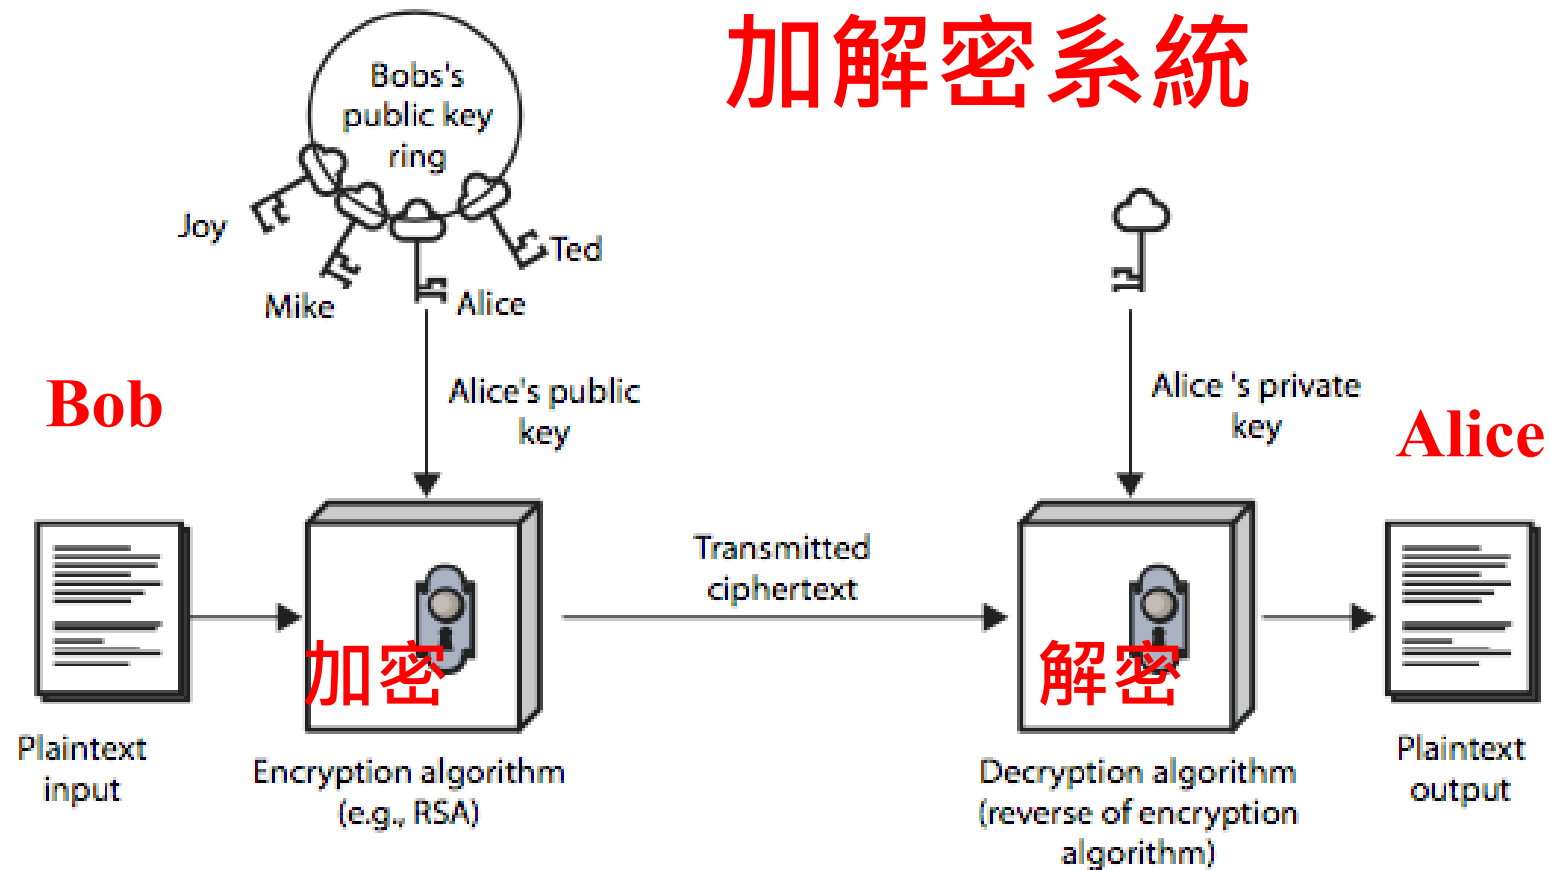 加解密系統
Bobs's
public key
ring
Joy
Ted
Mike
Alice
Alice's public
key
Alice 's private
key
Bob
Alice
Transmitted
ciphertext
加密
解密
Plaintext
input
Encryption algorithm
(e.g., RSA)
Decryption algorithm
(reverse of encryption
algorithm)
Plaintext
output